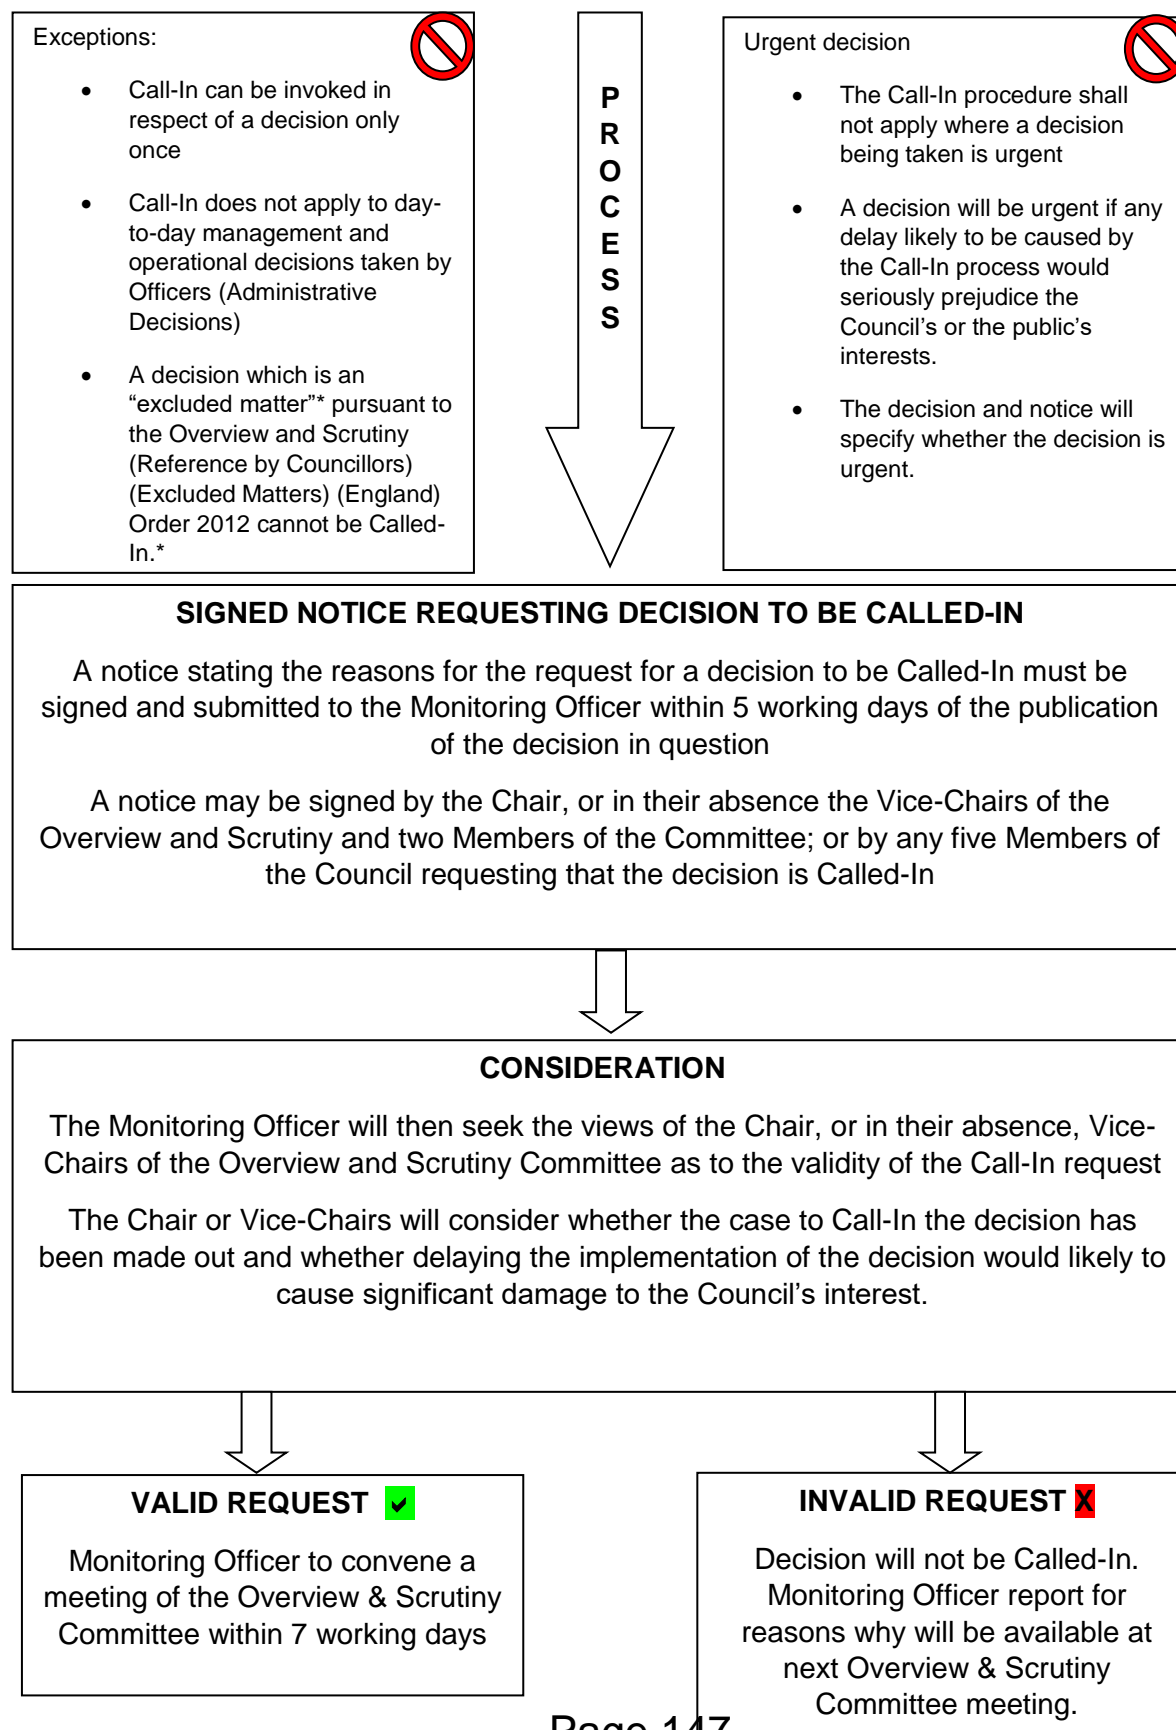 Exceptions:
• Call-In can be invoked in
respect of a decision only
once
• Call-In does not apply to day-
to-day management and
operational decisions taken by
Officers (Administrative
Decisions)
• A decision which is an
“excluded matter”* pursuant to
the Overview and Scrutiny
(Reference by Councillors)
(Excluded Matters) (England)
Order 2012 cannot be Called-
In.*
P
R
O
C
E
S
S
Urgent decision
• The Call-In procedure shall
not apply where a decision
being taken is urgent
• A decision will be urgent if any
delay likely to be caused by
the Call-In process would
seriously prejudice the
Council’s or the public’s
interests.
• The decision and notice will
specify whether the decision is
urgent.
SIGNED NOTICE REQUESTING DECISION TO BE CALLED-IN
A notice stating the reasons for the request for a decision to be Called-In must be
signed and submitted to the Monitoring Officer within 5 working days of the publication
of the decision in question
A notice may be signed by the Chair, or in their absence the Vice-Chairs of the
Overview and Scrutiny and two Members of the Committee; or by any five Members of
the Council requesting that the decision is Called-In
CONSIDERATION
The Monitoring Officer will then seek the views of the Chair, or in their absence, Vice-
Chairs of the Overview and Scrutiny Committee as to the validity of the Call-In request
The Chair or Vice-Chairs will consider whether the case to Call-In the decision has
been made out and whether delaying the implementation of the decision would likely to
cause significant damage to the Council’s interest.
VALID REQUEST ✔
Monitoring Officer to convene a
meeting of the Overview & Scrutiny
Committee within 7 working days
INVALID REQUEST X
Decision will not be Called-In.
Monitoring Officer report for
reasons why will be available at
next Overview & Scrutiny
Committee meeting.
Page 147